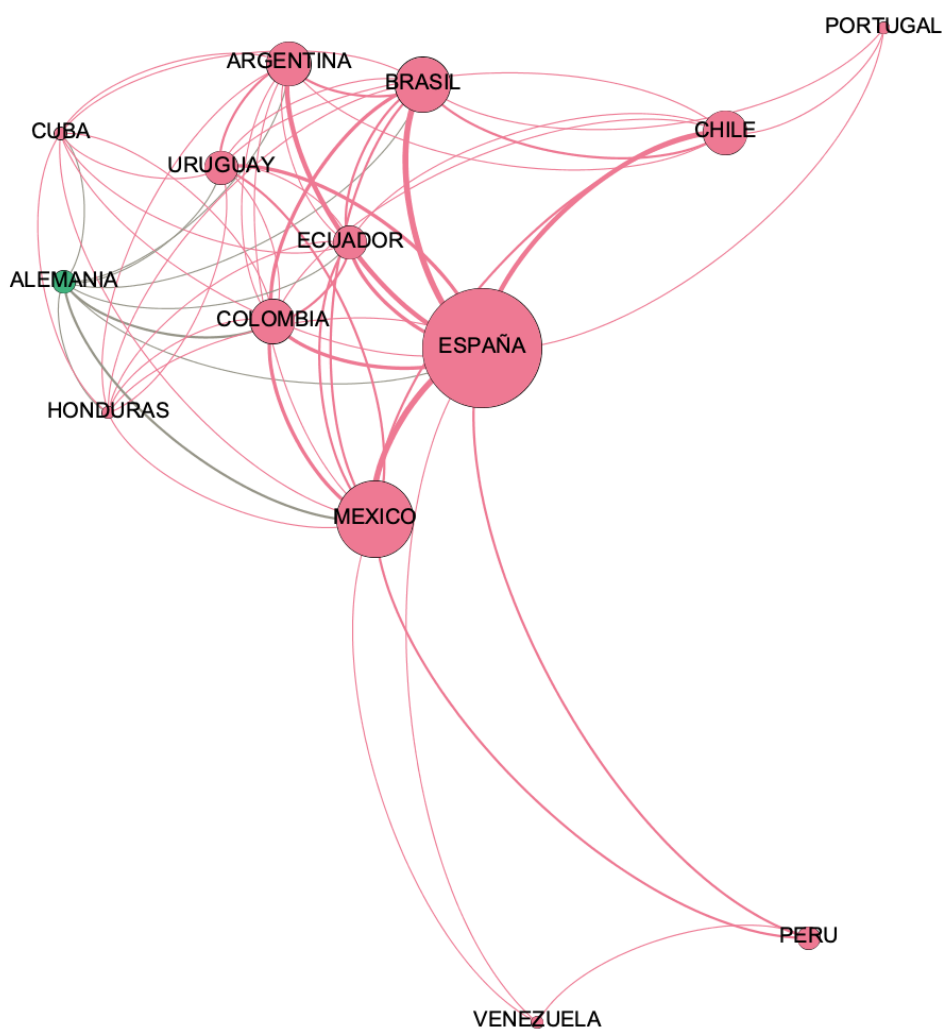 PORTUGAL
ARGENTINA
BRASIL
CUBA
CHILE
URUGUAY
ECUADOR
ALEMANIA
COLOMBIA
ESPAÑA
HONDURAS
MEXICO
PERU
VENEZUELA